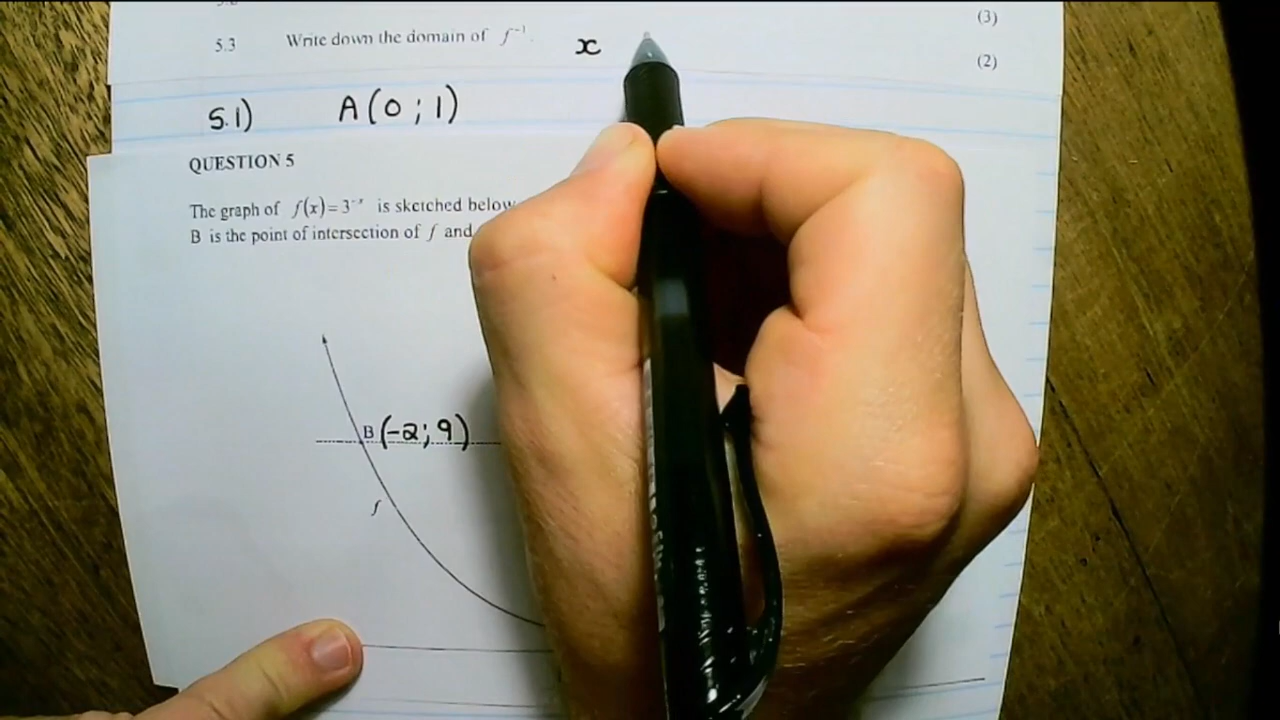 (3)
5.3 Write down the domain of f⁻¹. x
(2)
5.1) A(0;1)
QUESTION 5
The graph of f(x)=3⁻ˣ is sketched below
B is the point of intersection of f and
B(-2;9)
f